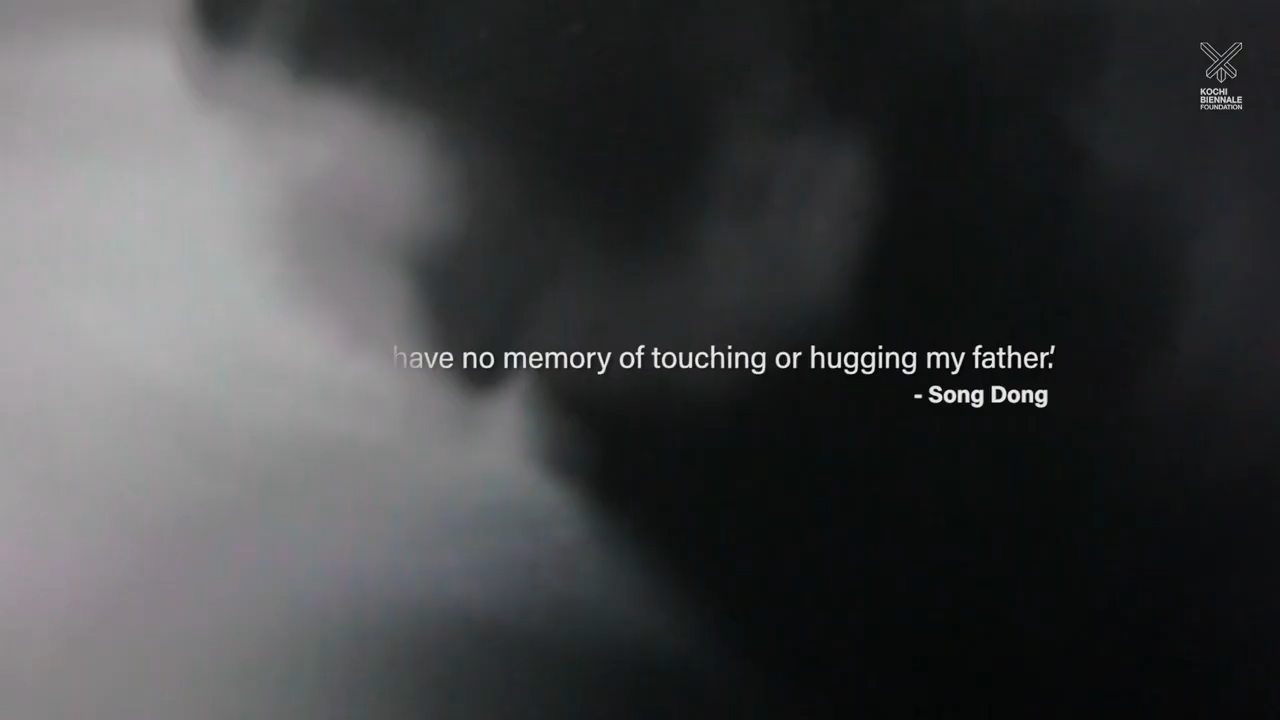 KOCHI
BIENNALE
FOUNDATION
have no memory of touching or hugging my father.'
- Song Dong